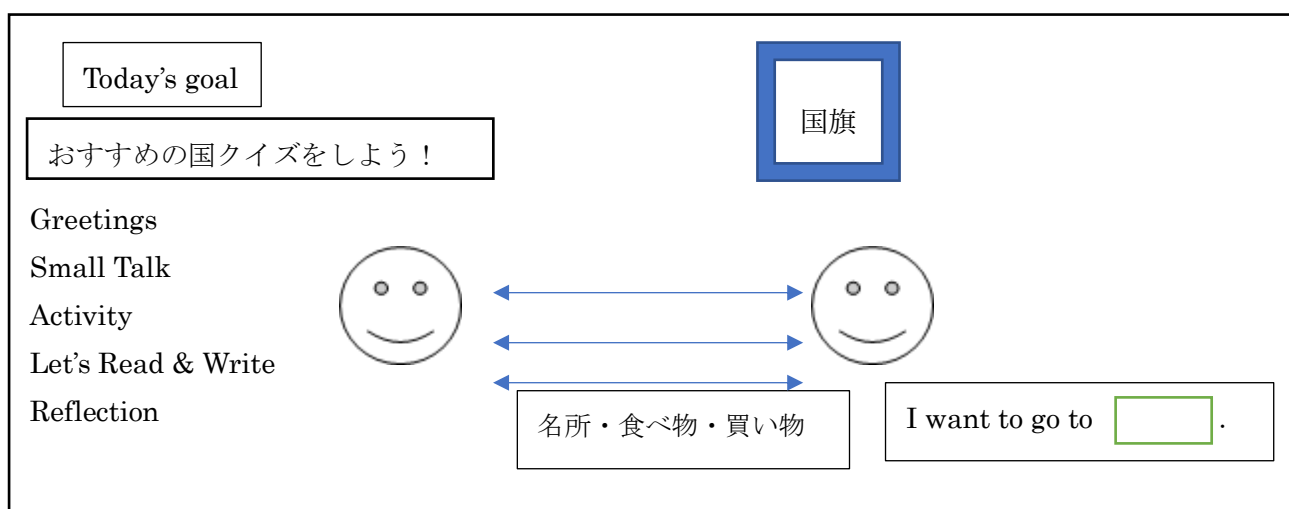 Today’s goal
国旗
おすすめの国クイズをしよう！
Greetings
Small Talk
Activity
Let’s Read & Write
Reflection
名所・食べ物・買い物
I want to go to .